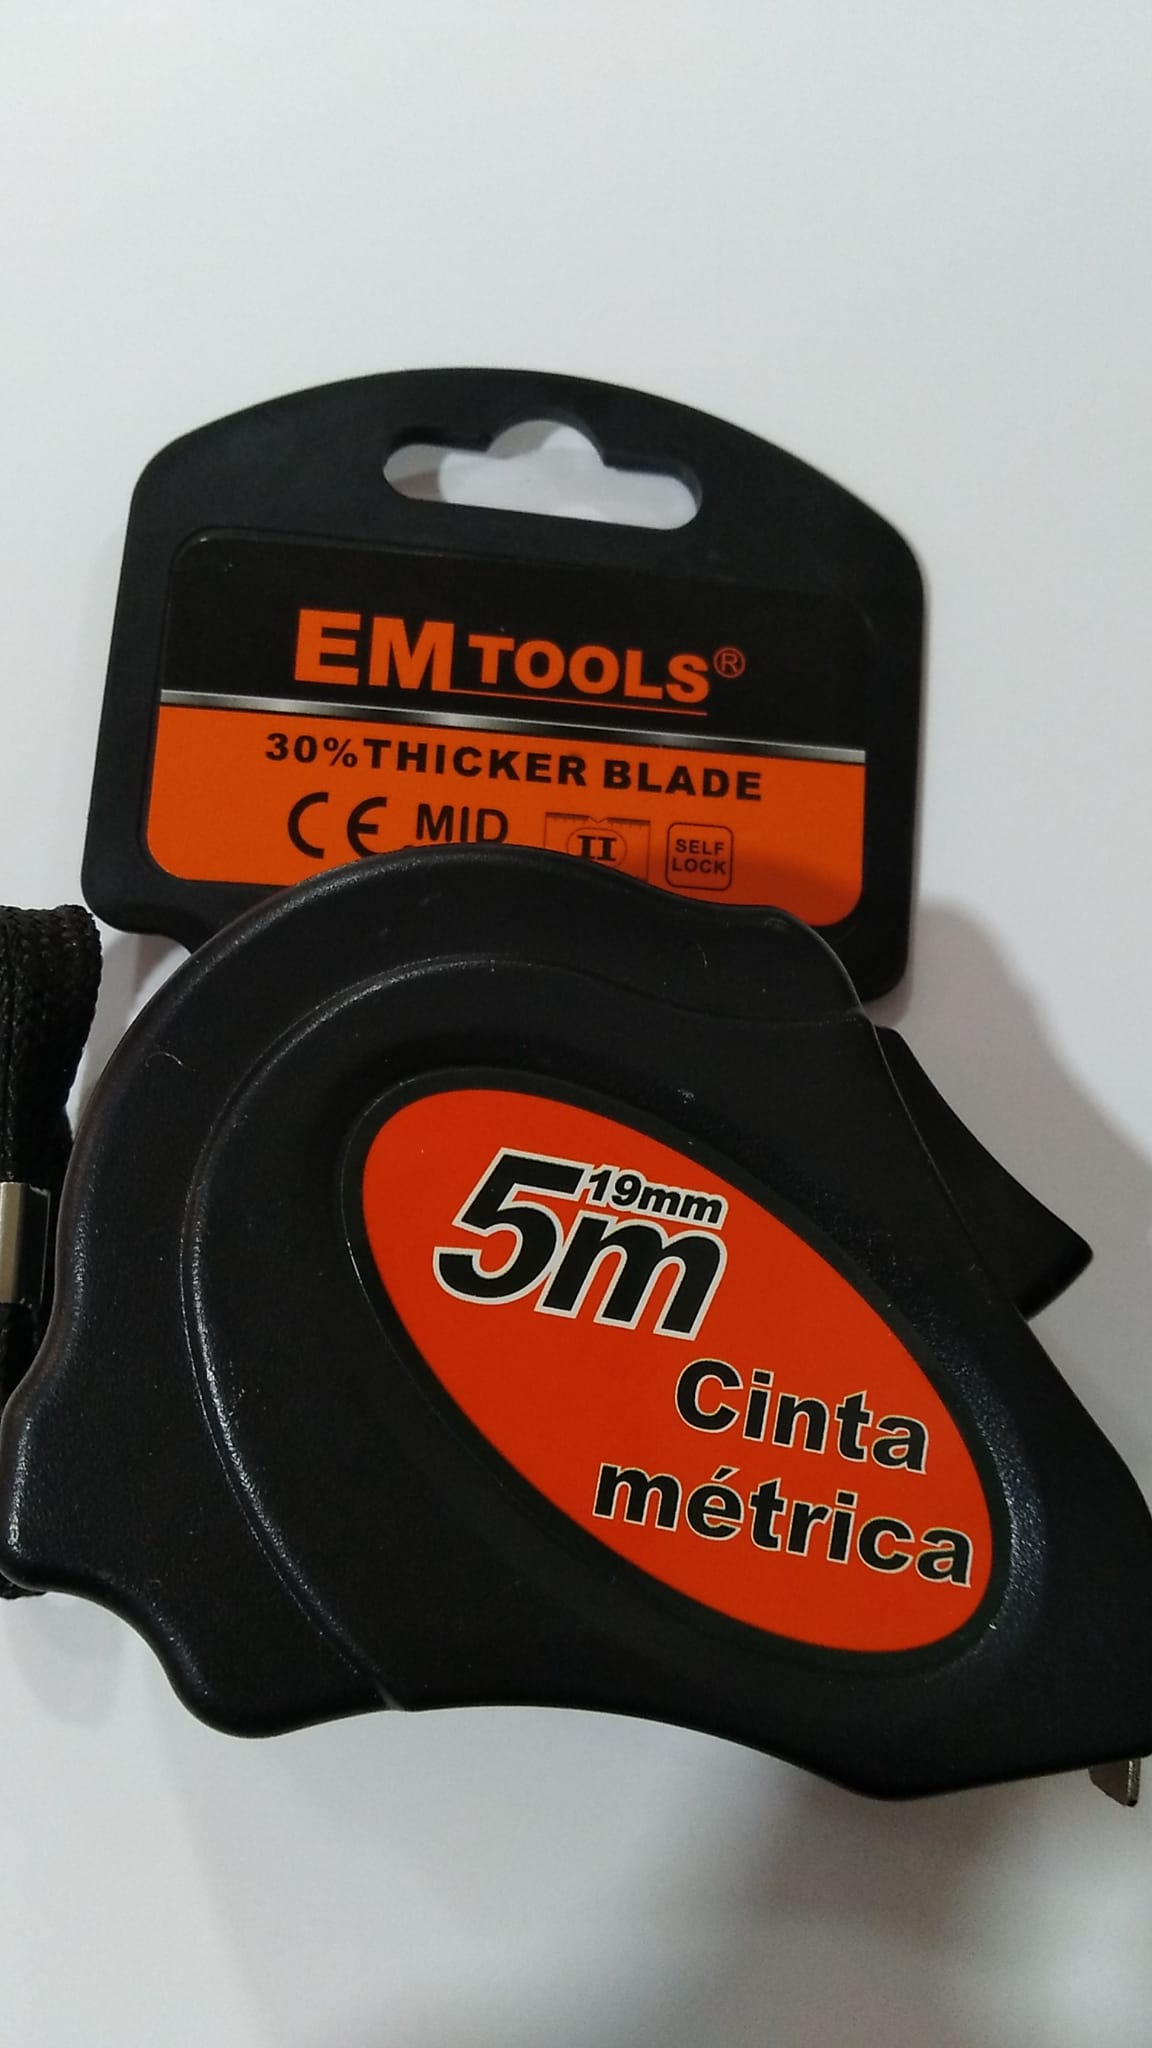 EM TOOLS®
30% THICKER BLADE
CE MID II SELF LOCK
19mm
5m
Cinta
métrica